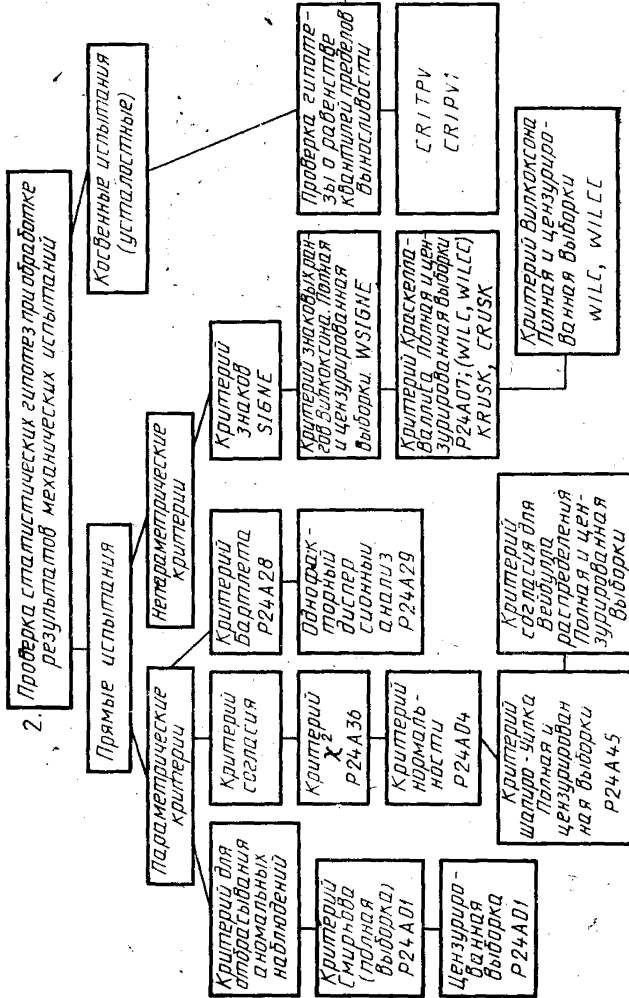 2. Проверка статистических гипотез при обработке
результатов механических испытаний
Прямые испытания
Косвенные испытания
(усталостные)
Параметрические
критерии
Непараметрические
критерии
Критерий для
отбрасывания
аномальных
наблюдений
Критерий
Смирнова
(полная
выборка)
P24A01
Цензуриро-
ванная
выборка
P24A01
Критерий
согласия
Критерий
χ²
P24A36
Критерий
нормаль-
ности
P24A04
Критерий
Шапиро-Уилка
Полная и
цензурирован
ная выборки
P24A45
Критерий
согласия для
Вейбулла
распределения
Полная и цен-
зурированная
выборки
Критерий
Бартлета
P24A28
Однофак-
торный
диспер
сионный
анализ
P24A29
Критерий
знаков
SIGNE
Критерий знаковых ран-
гов Вилкоксина. Полная
и цензурированная
выборки. WSIGNE
Критерий Краскелла-
Валлиса Полная и цен-
зурированная выборки
P24A07; (WILC, WILCC)
KRUSK, CRUSK
Критерий Вилкоксона
Полная и цензуриро-
ванная выборки
WILC, WILCC
Проверка гипоте-
зы о равенстве
квантилей пределов
выносливости
CRITPV
CRIPV1